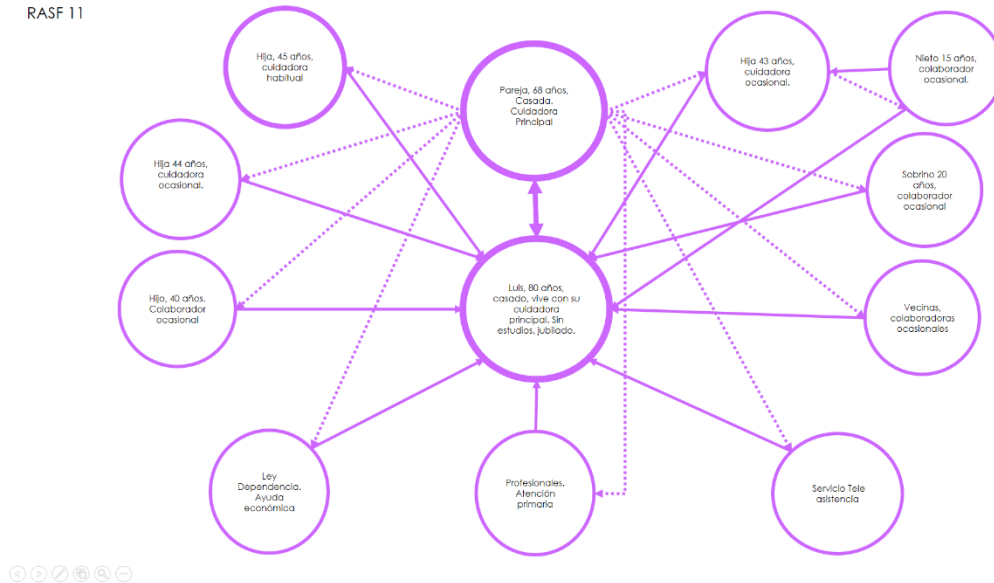 RASF 11
Hija, 45 años,
cuidadora
habitual
Pareja, 68 años,
Casada.
Cuidadora
Principal
Hija 43 años,
cuidadora
ocasional.
Nieto 15 años,
colaborador
ocasional.
Hija 44 años,
cuidadora
ocasional.
Sobrino 20
años,
colaborador
ocasional
Hijo, 40 años.
Colaborador
ocasional
Luis, 80 años,
casado, vive con su
cuidadora
principal. Sin
estudios, jubilado.
Vecinas,
colaboradoras
ocasionales
Ley
Dependencia.
Ayuda
económica
Profesionales.
Atención
primaria
Servicio Tele
asistencia